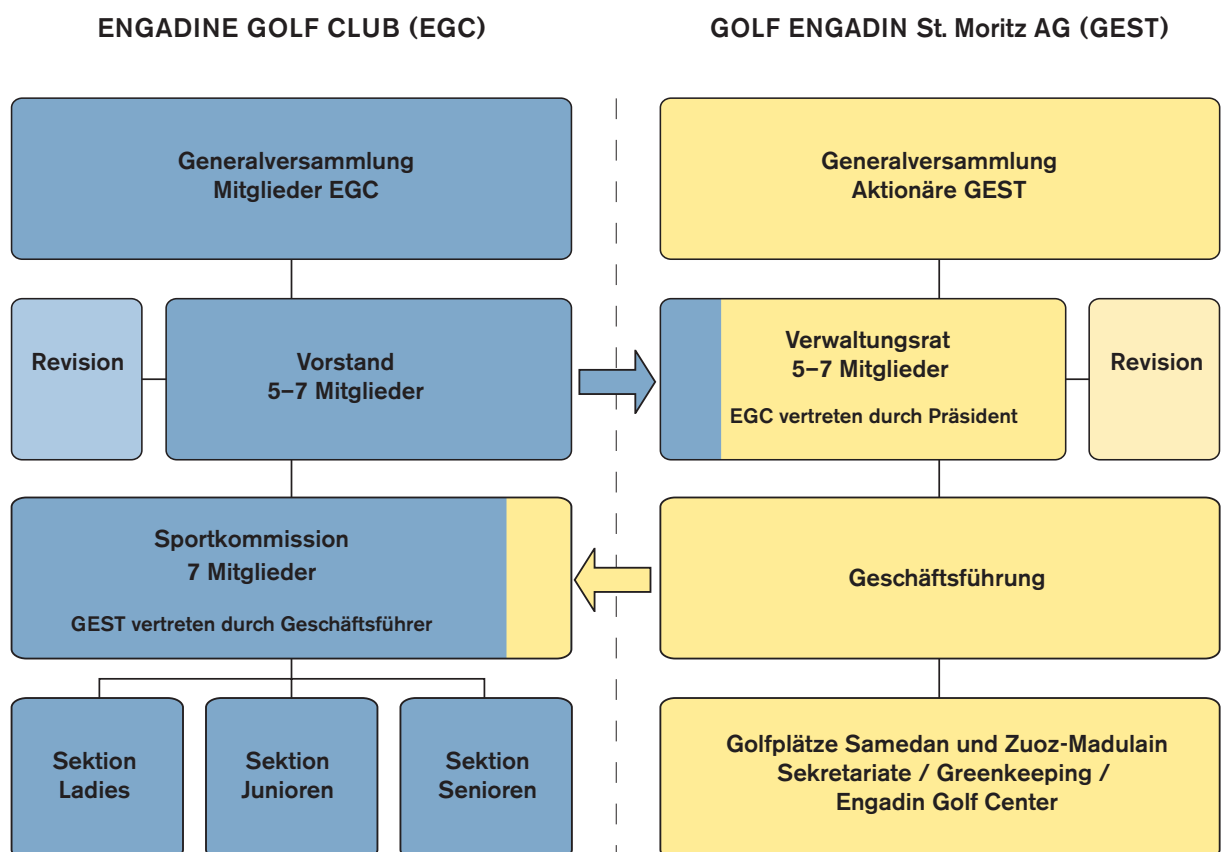 ENGADINE GOLF CLUB (EGC)
GOLF ENGADIN St. Moritz AG (GEST)
Generalversammlung
Mitglieder EGC
Generalversammlung
Aktionäre GEST
Revision
Vorstand
5–7 Mitglieder
Verwaltungsrat
5–7 Mitglieder
EGC vertreten durch Präsident
Revision
Sportkommission
7 Mitglieder
GEST vertreten durch Geschäftsführer
Geschäftsführung
Sektion
Ladies
Sektion
Junioren
Sektion
Senioren
Golfplätze Samedan und Zuoz-Madulain
Sekretariate / Greenkeeping /
Engadin Golf Center